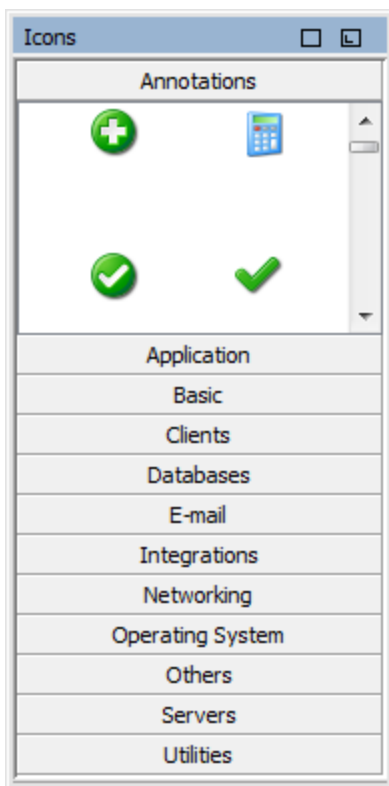 Icons
Annotations
Application
Basic
Clients
Databases
E-mail
Integrations
Networking
Operating System
Others
Servers
Utilities